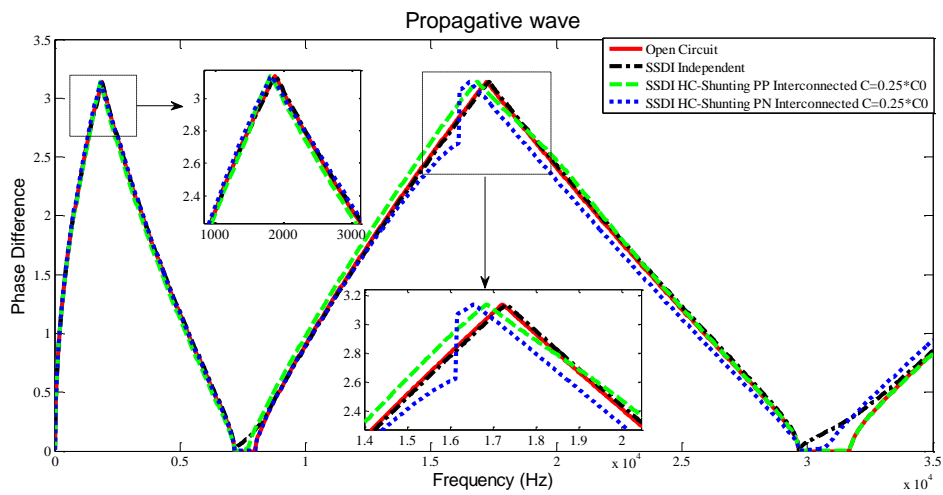 Propagative wave
3.5
3
2.5
2
1.5
1
0.5
0
Phase Difference
Open Circuit
SSDI Independent
SSDI HC-Shunting PP Interconnected C=0.25*C0
SSDI HC-Shunting PN Interconnected C=0.25*C0
3
2.8
2.6
2.4
1000 2000 3000
3.2
3
2.8
2.6
2.4
1.4 1.5 1.6 1.7 1.8 1.9 2
x 10^4
0 0.5 1 1.5 2 2.5 3 3.5
x 10^4
Frequency (Hz)